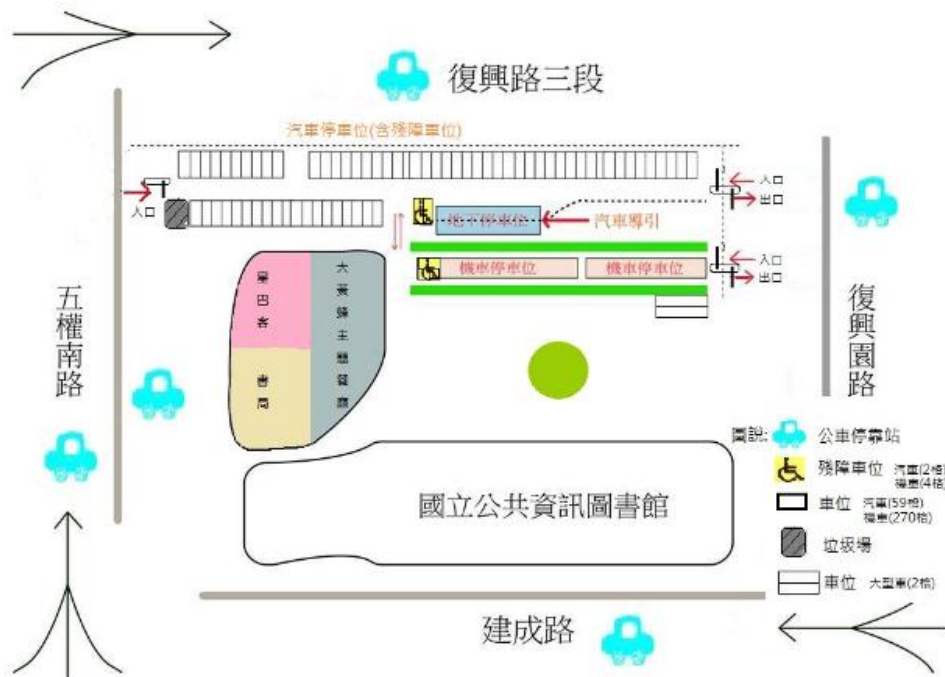 復興路三段
汽車停車位(含殘障車位)
入口
出口
入口
地下停車位
汽車導引
機車停車位
機車停車位
入口
出口
星巴克
大黃蜂主題餐廳
書局
五權南路
復興園路
圖說:
公車停靠站
殘障車位 汽車(2格)
機車(4格)
車位 汽車(59格)
機車(270格)
垃圾場
車位 大型車(2格)
國立公共資訊圖書館
建成路